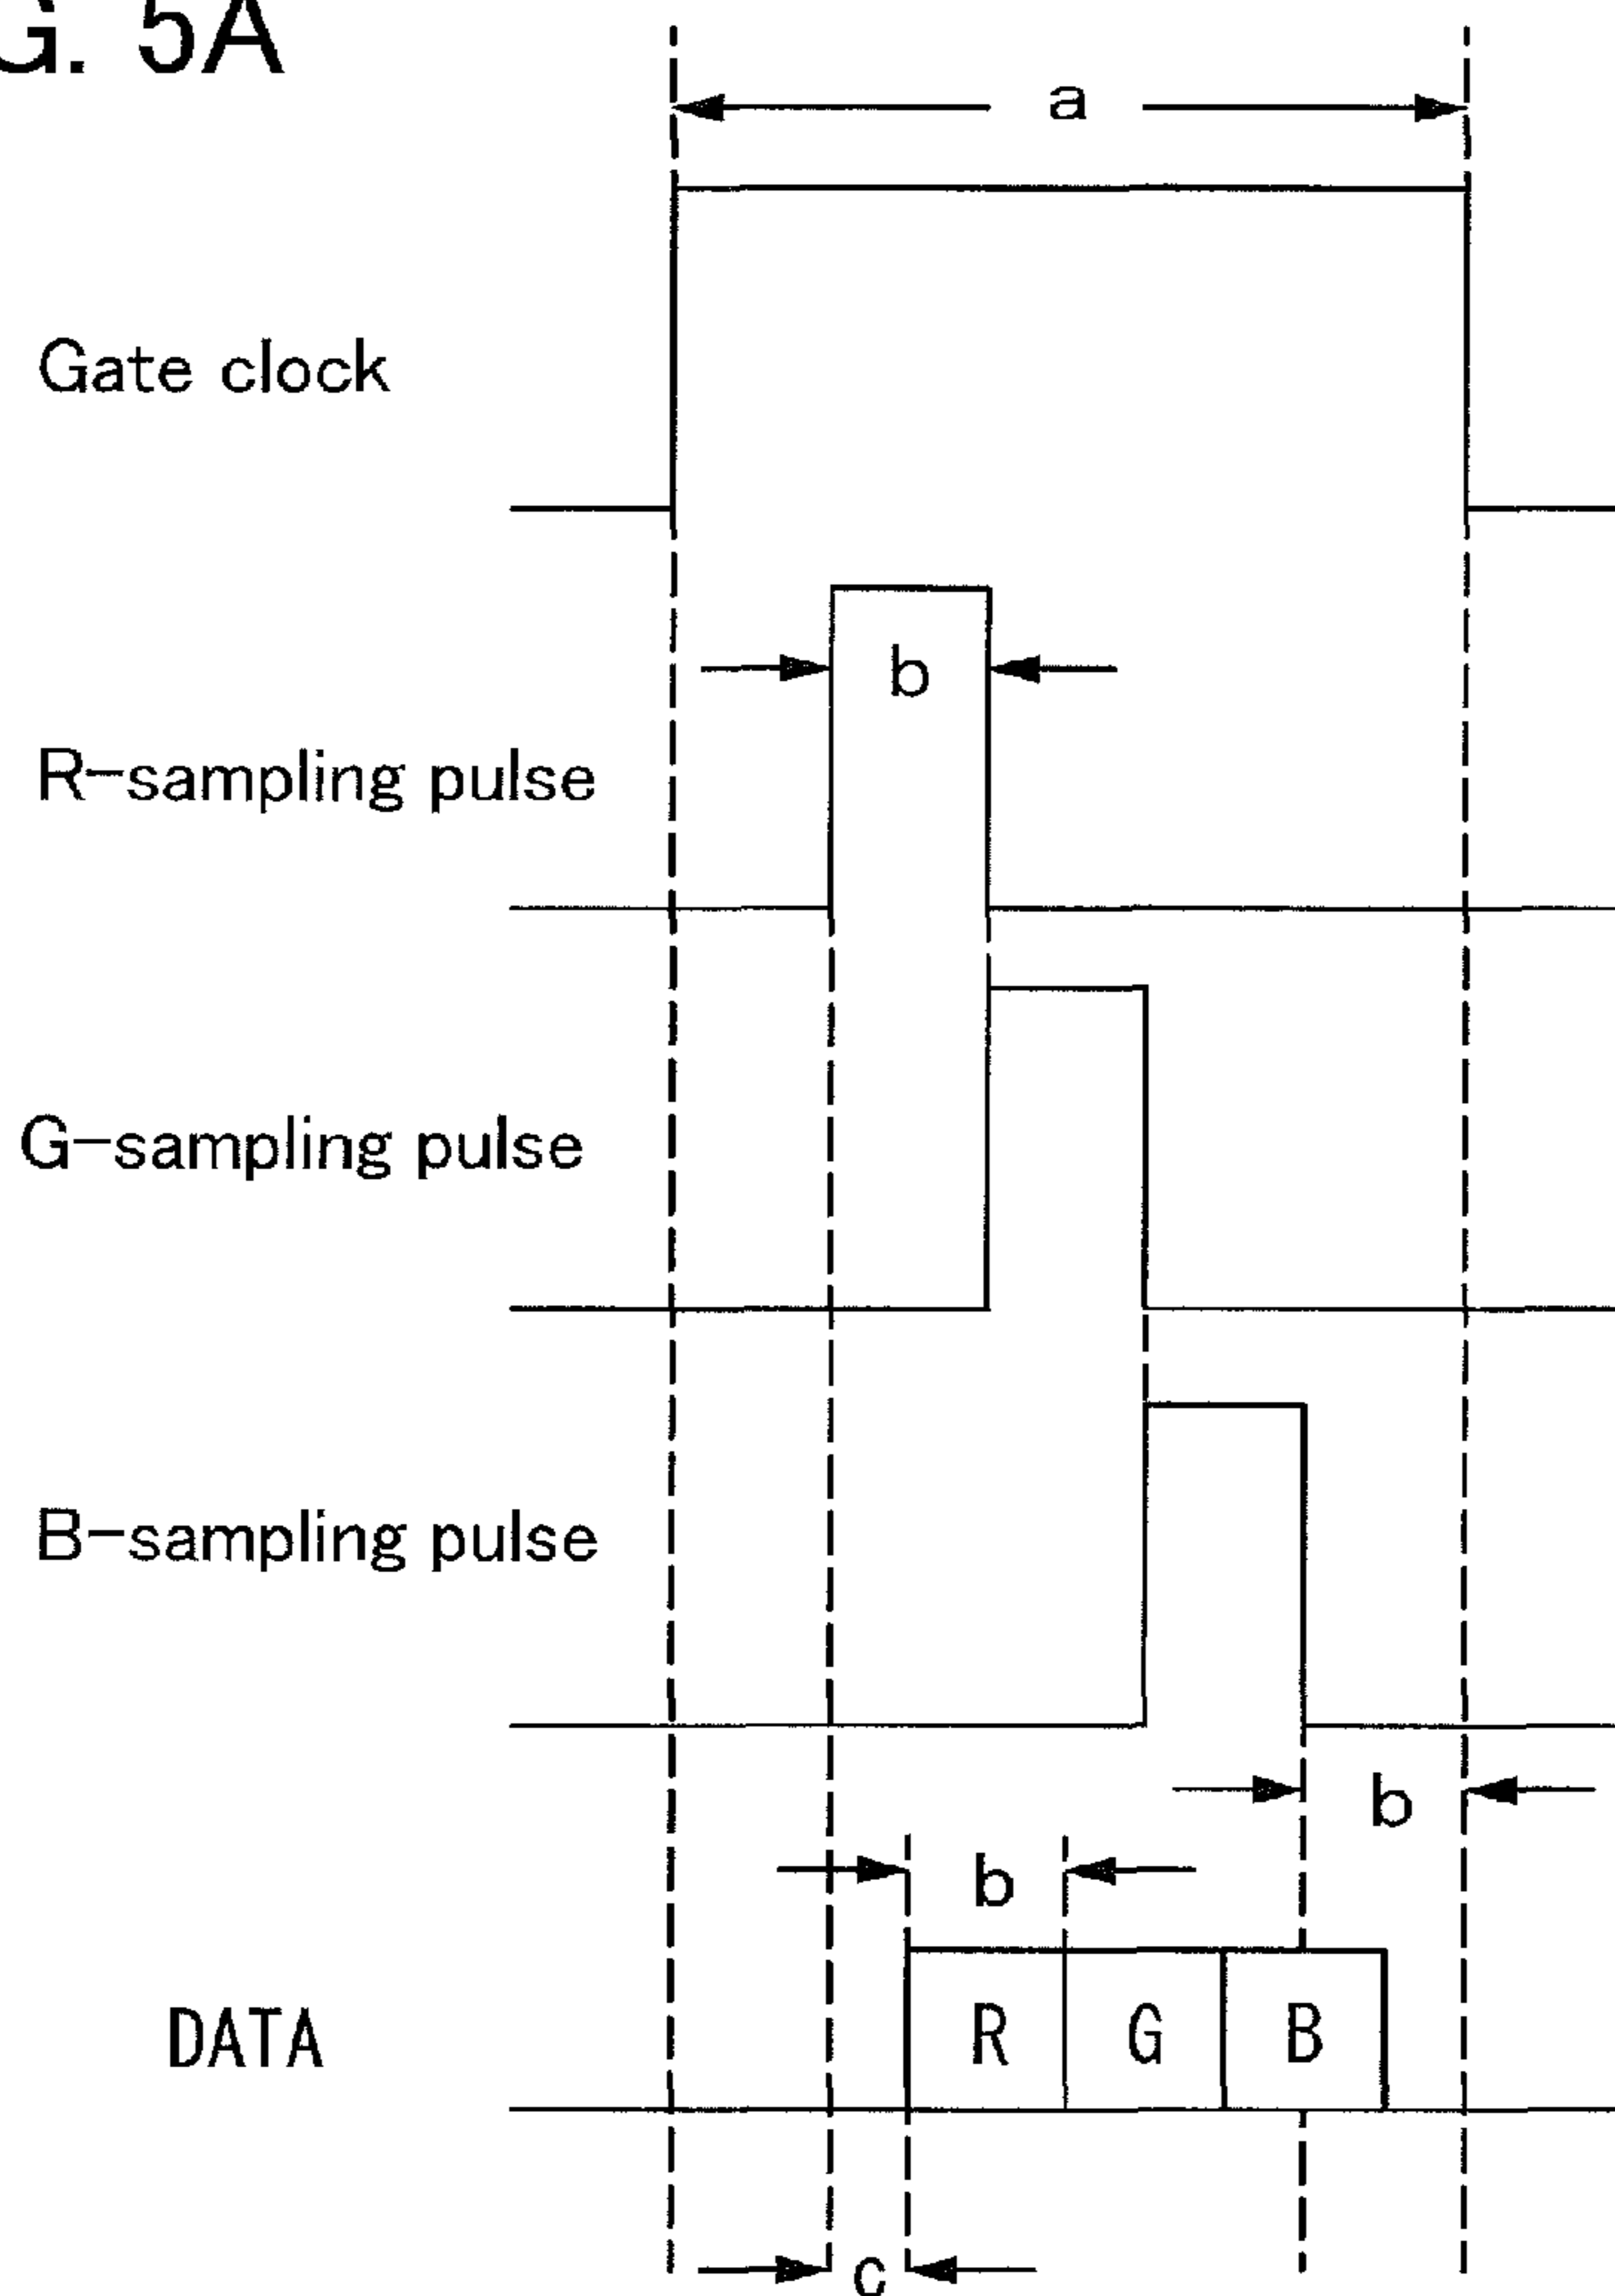 G. 5A
a
Gate clock
b
R-sampling pulse
G-sampling pulse
B-sampling pulse
b
b
DATA
R G B
c